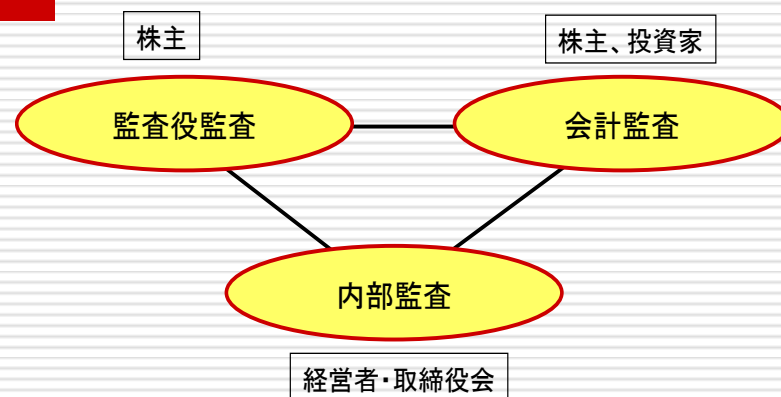 株主
株主、投資家
監査役監査
会計監査
内部監査
経営者・取締役会